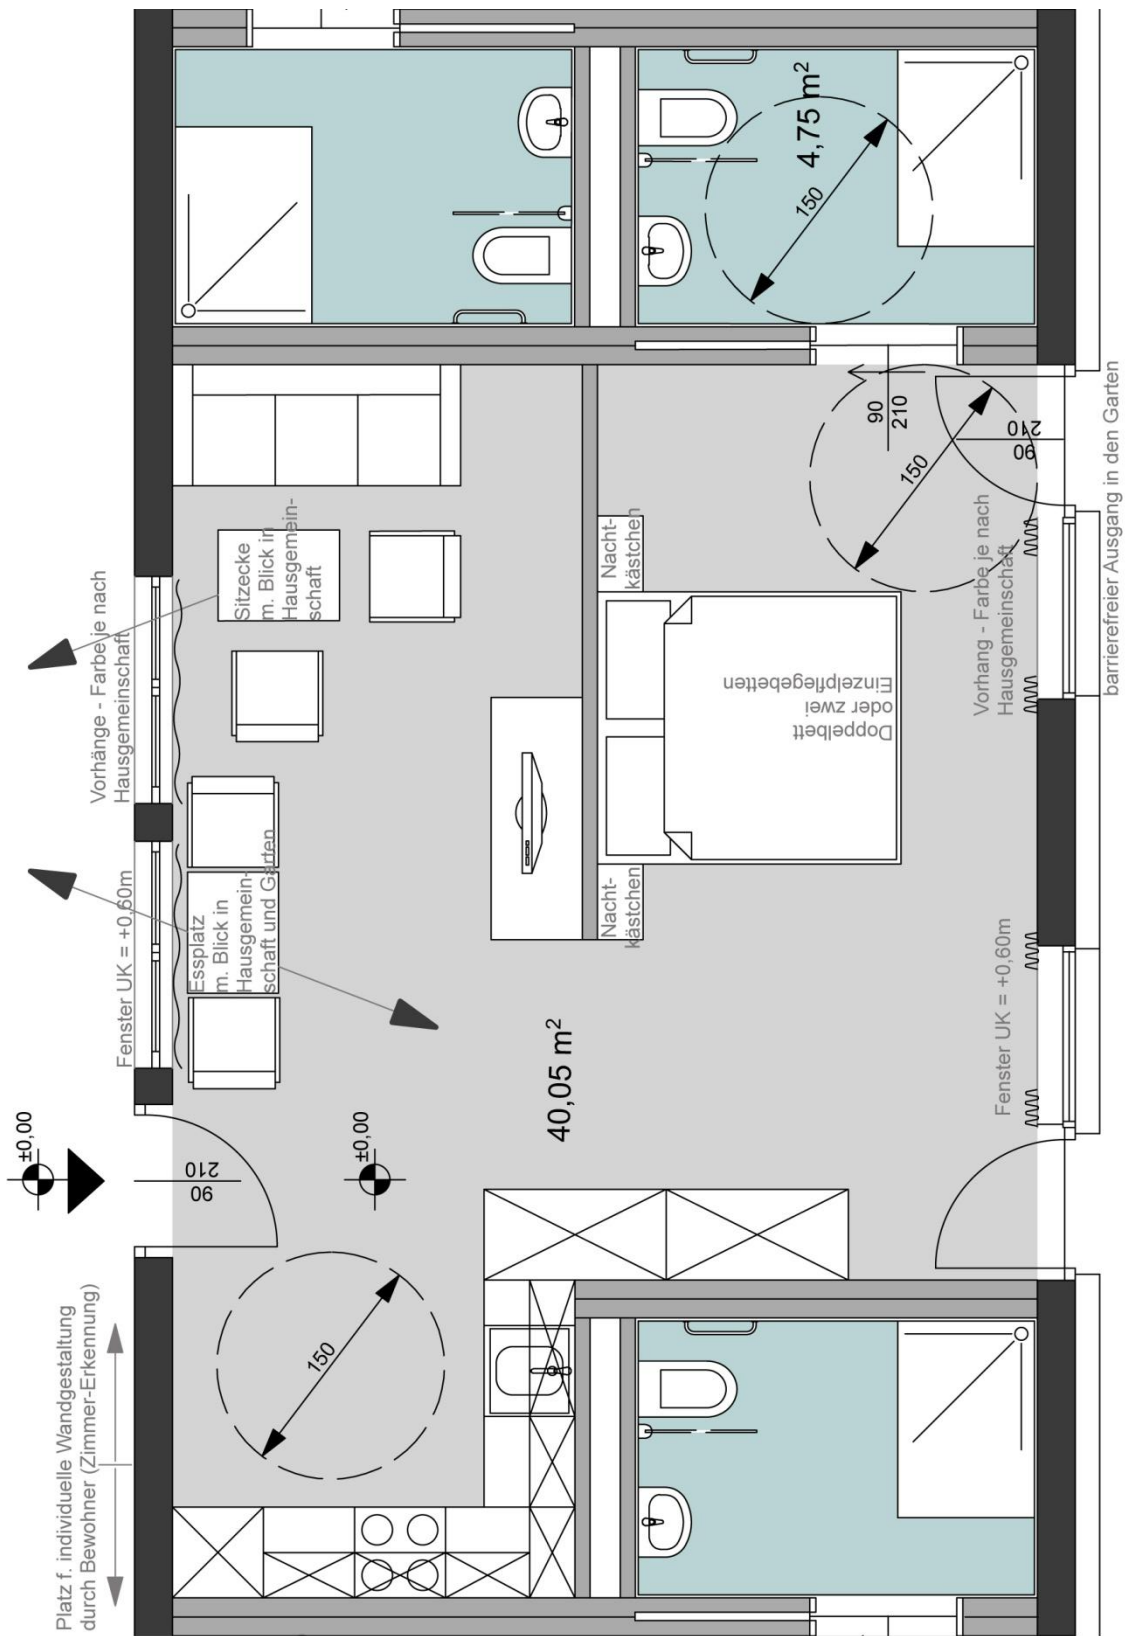 4,75 m²
150
90
210
150
90
210
barrierefreier Ausgang in den Garten
Sitzecke
m. Blick in
Hausgemein-
schaft
Nacht-
kästchen
Vorhang - Farbe je nach
Hausgemeinschaft
Vorhänge - Farbe je nach
Hausgemeinschaft
Doppelbett
oder zwei
Einzelpflegebetten
Essplatz
m. Blick in
Hausgemein-
schaft und Garten
Nacht-
kästchen
Fenster UK = +0,60m
Fenster UK = +0,60m
40,05 m²
±0,00
±0,00
90
210
150
Platz f. individuelle Wandgestaltung
durch Bewohner (Zimmer-Erkennung)